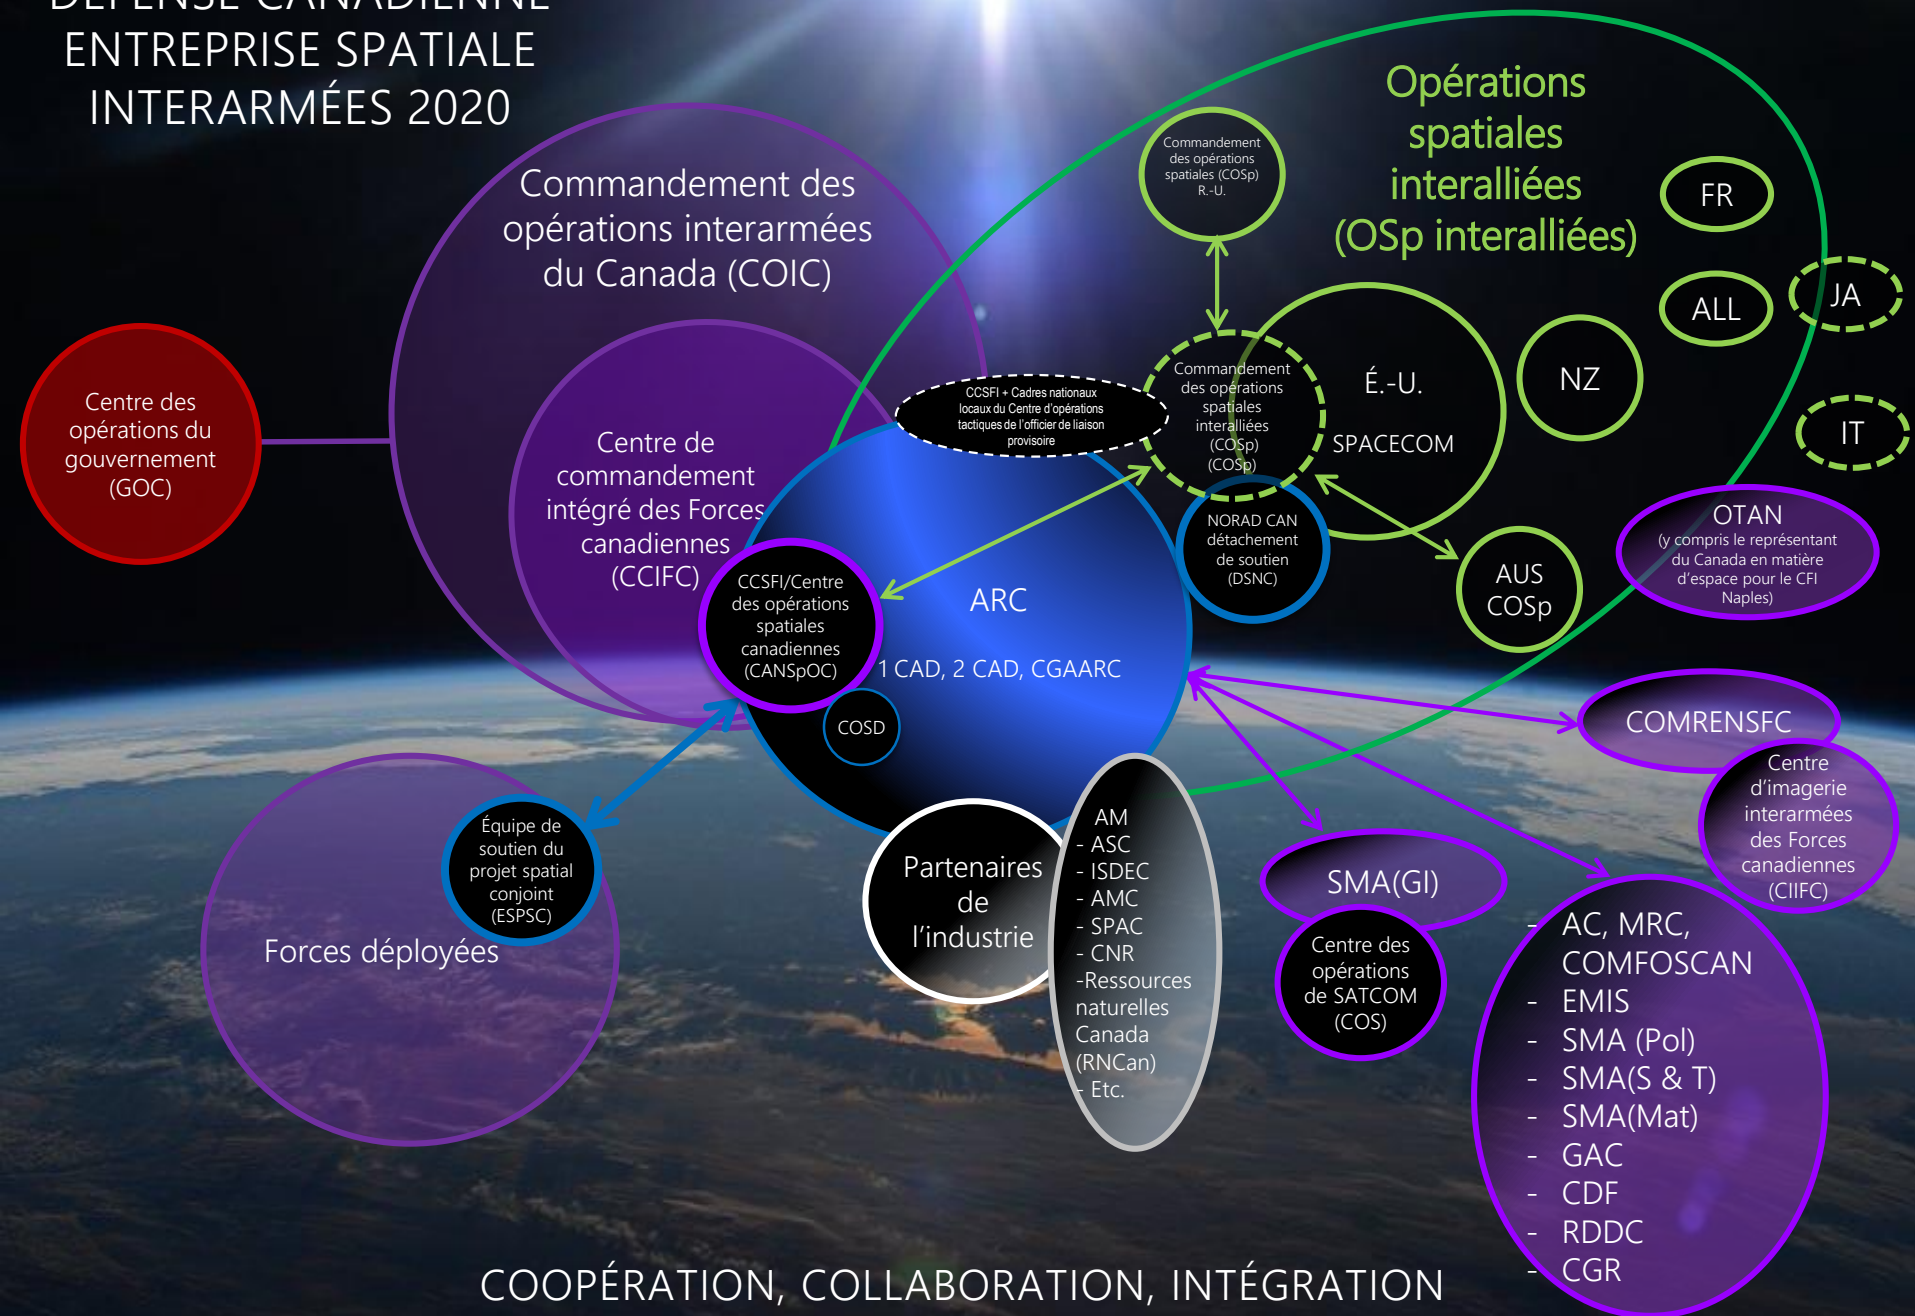 DÉFENSE CANADIENNE
ENTREPRISE SPATIALE
INTERARMÉES 2020
Commandement des
opérations interarmées
du Canada (COIC)
Centre des
opérations du
gouvernement
(GOC)
Centre de
commandement
intégré des Forces
canadiennes
(CCIFC)
CCSFI/Centre
des opérations
spatiales
canadiennes
(CANSpOC)
COSD
ARC
1 CAD, 2 CAD, CGAARC
CCSFI + Cadres nationaux
locaux du Centre d'opérations
tactiques de l'officier de liaison
provisoire
Commandement
des opérations
spatiales (COSp)
R.-U.
Opérations
spatiales
interalliées
(OSp interalliées)
Commandement
des opérations
spatiales
interalliées
(COSp)
(COSp)
É.-U.
SPACECOM
NORAD CAN
détachement
de soutien
(DSNC)
FR
ALL
JA
NZ
IT
AUS
COSp
OTAN
(y compris le représentant
du Canada en matière
d'espace pour le CFI
Naples)
COMRENSFC
Centre
d'imagerie
interarmées
des Forces
canadiennes
(CIIFC)
SMA(GI)
Centre des
opérations
de SATCOM
(COS)
- AC, MRC,
COMFOSCAN
- EMIS
- SMA (Pol)
- SMA(S & T)
- SMA(Mat)
- GAC
- CDF
- RDDC
- CGR
Forces déployées
Équipe de
soutien du
projet spatial
conjoint
(ESPSC)
Partenaires
de
l'industrie
AM
- ASC
- ISDEC
- AMC
- SPAC
- CNR
-Ressources
naturelles
Canada
(RNCan)
- Etc.
COOPÉRATION, COLLABORATION, INTÉGRATION